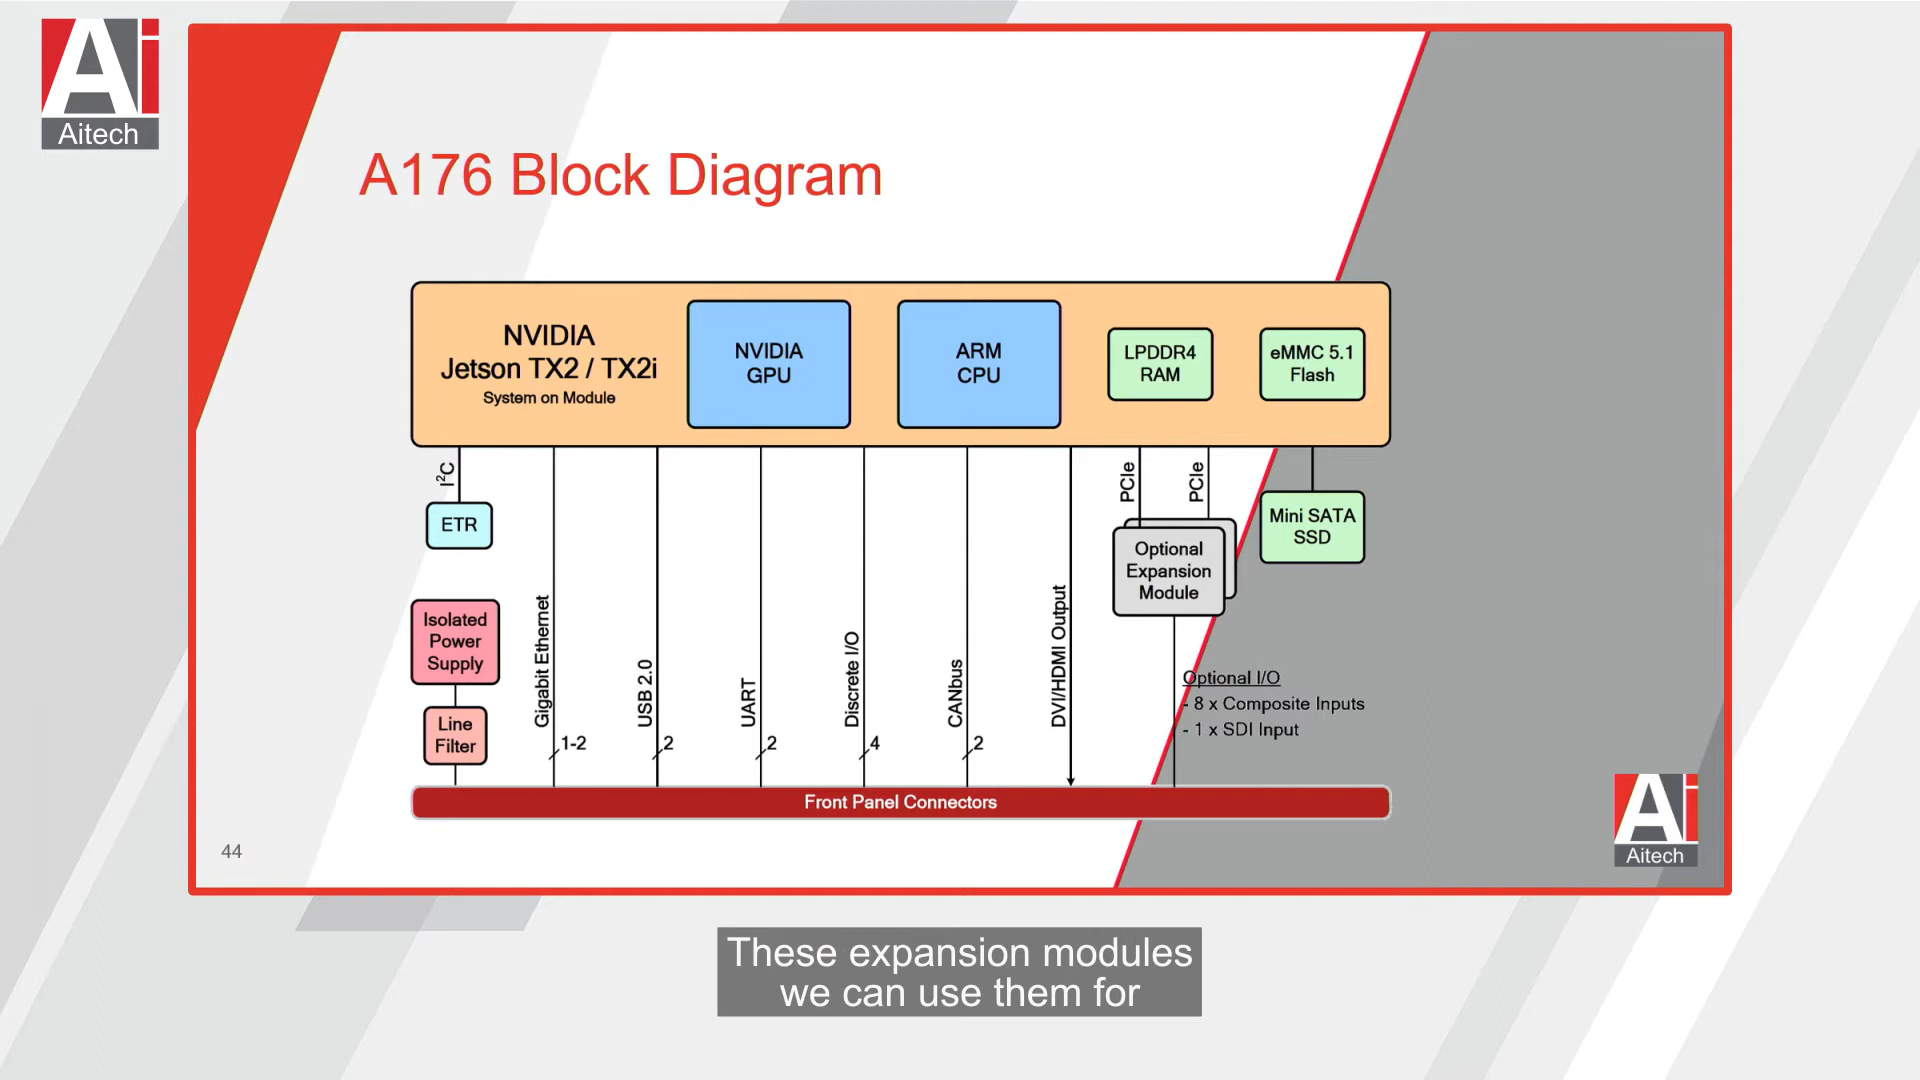 Ai
Aitech
A176 Block Diagram
NVIDIA
Jetson TX2 / TX2i
System on Module
NVIDIA
GPU
ARM
CPU
LPDDR4
RAM
eMMC 5.1
Flash
I²C
PCIe
PCIe
ETR
Mini SATA
SSD
Optional
Expansion
Module
Isolated
Power
Supply
Line
Filter
Gigabit Ethernet
1-2
USB 2.0
2
UART
2
Discrete I/O
4
CANbus
2
DVI/HDMI Output
Optional I/O
- 8 x Composite Inputs
- 1 x SDI Input
Front Panel Connectors
44
Ai
Aitech
These expansion modules
we can use them for